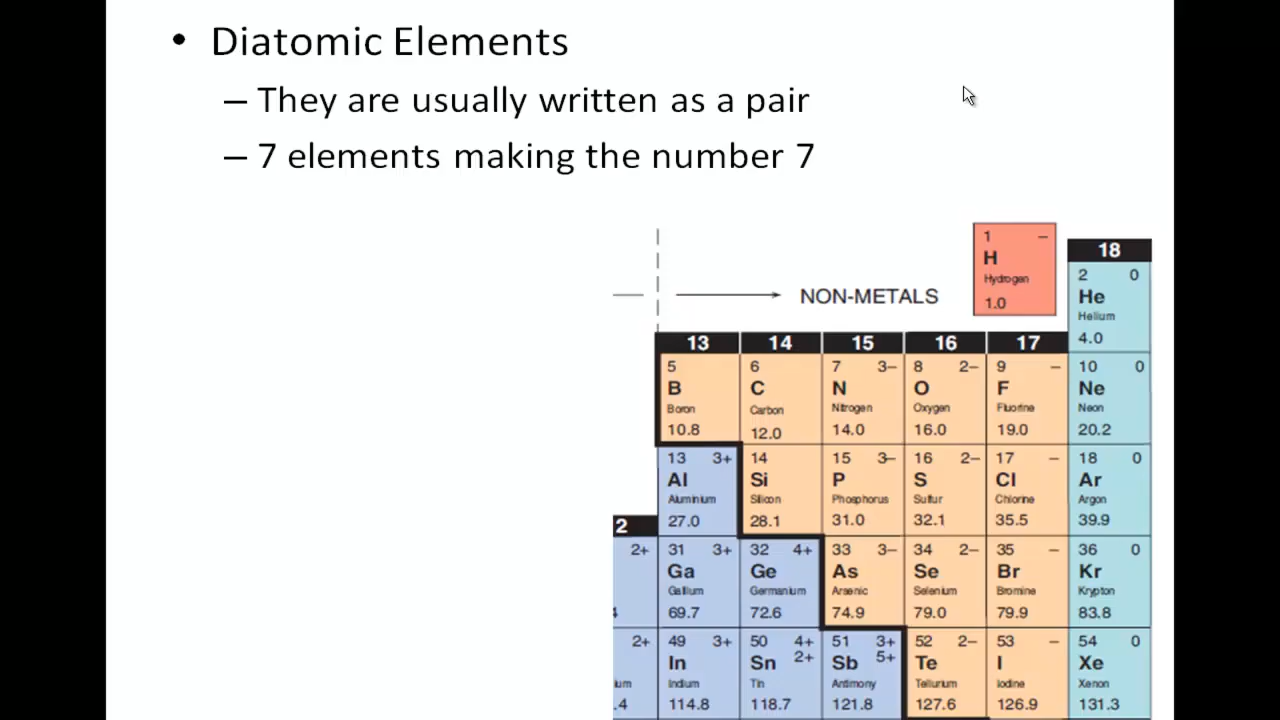 • Diatomic Elements
– They are usually written as a pair
– 7 elements making the number 7
1 –
H
Hydrogen
1.0
18
2 0
He
Helium
4.0
NON-METALS
13 14 15 16 17
5 6 7 3– 8 2– 9 – 10 0
B C N O F Ne
Boron Carbon Nitrogen Oxygen Fluorine Neon
10.8 12.0 14.0 16.0 19.0 20.2
13 3+ 14 15 3– 16 2– 17 – 18 0
Al Si P S Cl Ar
Aluminium Silicon Phosphorus Sulfur Chlorine Argon
27.0 28.1 31.0 32.1 35.5 39.9
2
2+ 31 3+ 32 4+ 33 3– 34 2– 35 – 36 0
Ga Ge As Se Br Kr
Gallium Germanium Arsenic Selenium Bromine Krypton
69.7 72.6 74.9 79.0 79.9 83.8
2+ 49 3+ 50 4+ 51 3+ 52 2– 53 – 54 0
In Sn 2+ Sb 5+ Te I Xe
ium Indium Tin Antimony Tellurium Iodine Xenon
.4 114.8 118.7 121.8 127.6 126.9 131.3